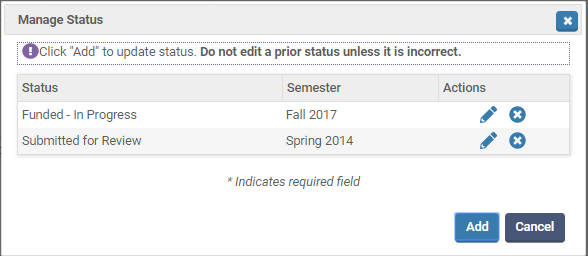 Manage Status
Click "Add" to update status. Do not edit a prior status unless it is incorrect.
Status Semester Actions
Funded - In Progress Fall 2017
Submitted for Review Spring 2014
* Indicates required field
Add Cancel